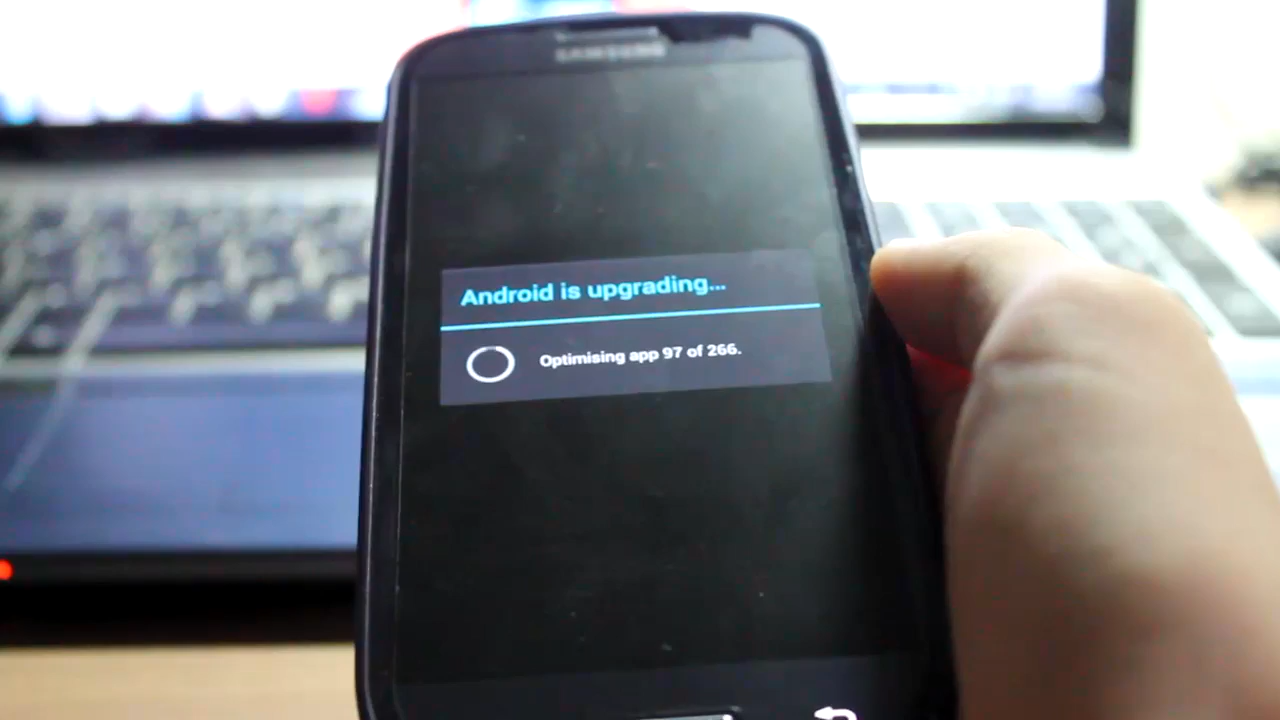 SAMSUNG
Android is upgrading...
Optimising app 97 of 266.